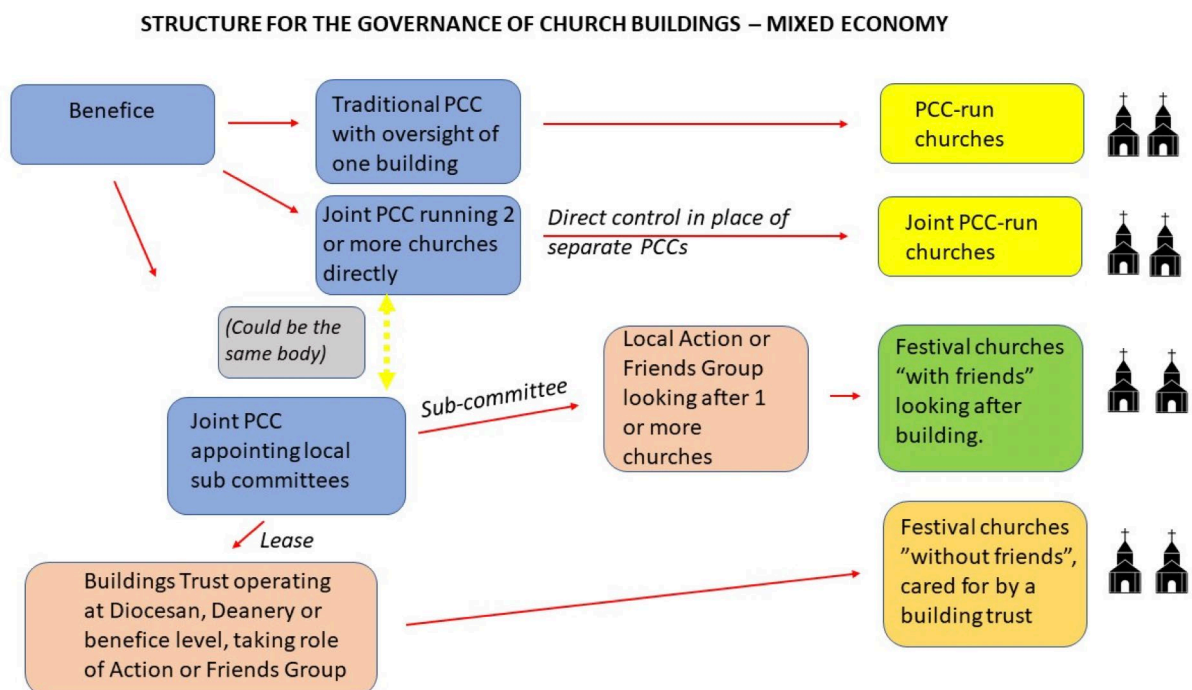 STRUCTURE FOR THE GOVERNANCE OF CHURCH BUILDINGS – MIXED ECONOMY
Benefice
Traditional PCC
with oversight of
one building
PCC-run
churches
Joint PCC running 2
or more churches
directly
Direct control in place of
separate PCCs
Joint PCC-run
churches
(Could be the
same body)
Joint PCC
appointing local
sub committees
Sub-committee
Local Action or
Friends Group
looking after 1
or more
churches
Festival churches
“with friends”
looking after
building.
Lease
Buildings Trust operating
at Diocesan, Deanery or
benefice level, taking role
of Action or Friends Group
Festival churches
”without friends”,
cared for by a
building trust